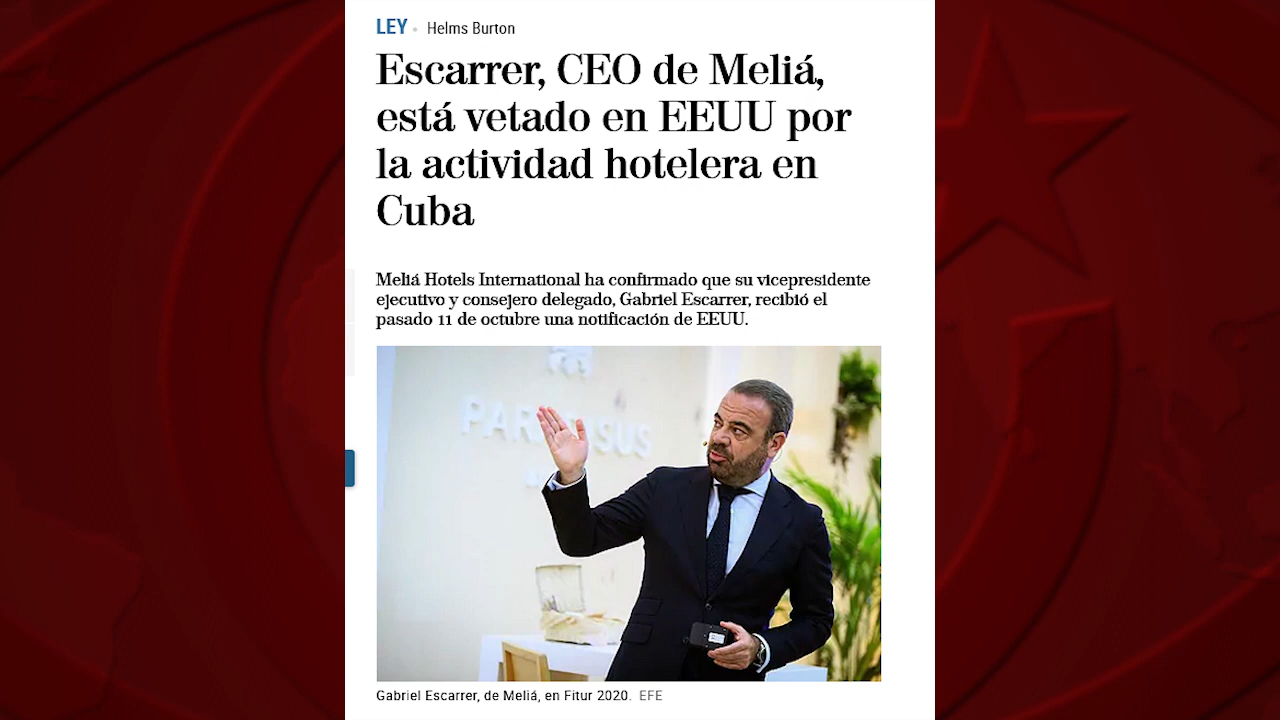 LEY • Helms Burton
Escarrer, CEO de Meliá,
está vetado en EEUU por
la actividad hotelera en
Cuba
Meliá Hotels International ha confirmado que su vicepresidente
ejecutivo y consejero delegado, Gabriel Escarrer, recibió el
pasado 11 de octubre una notificación de EEUU.
Gabriel Escarrer, de Meliá, en Fitur 2020. EFE